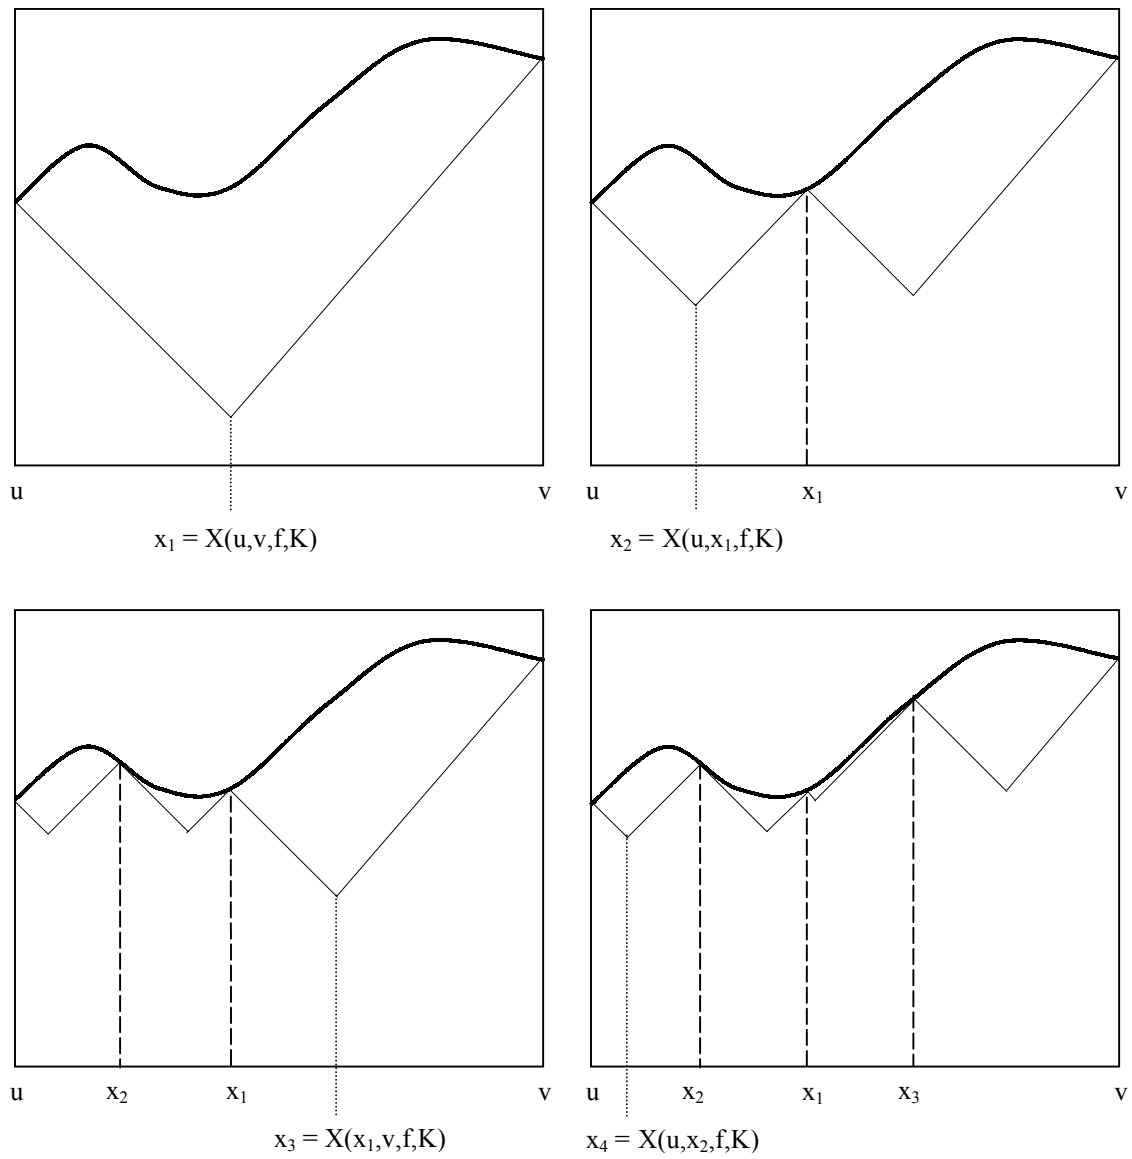 u v u x₁ v
x₁ = X(u,v,f,K) x₂ = X(u,x₁,f,K)
u x₂ x₁ v u x₂ x₁ x₃ v
x₃ = X(x₁,v,f,K) x₄ = X(u,x₂,f,K)